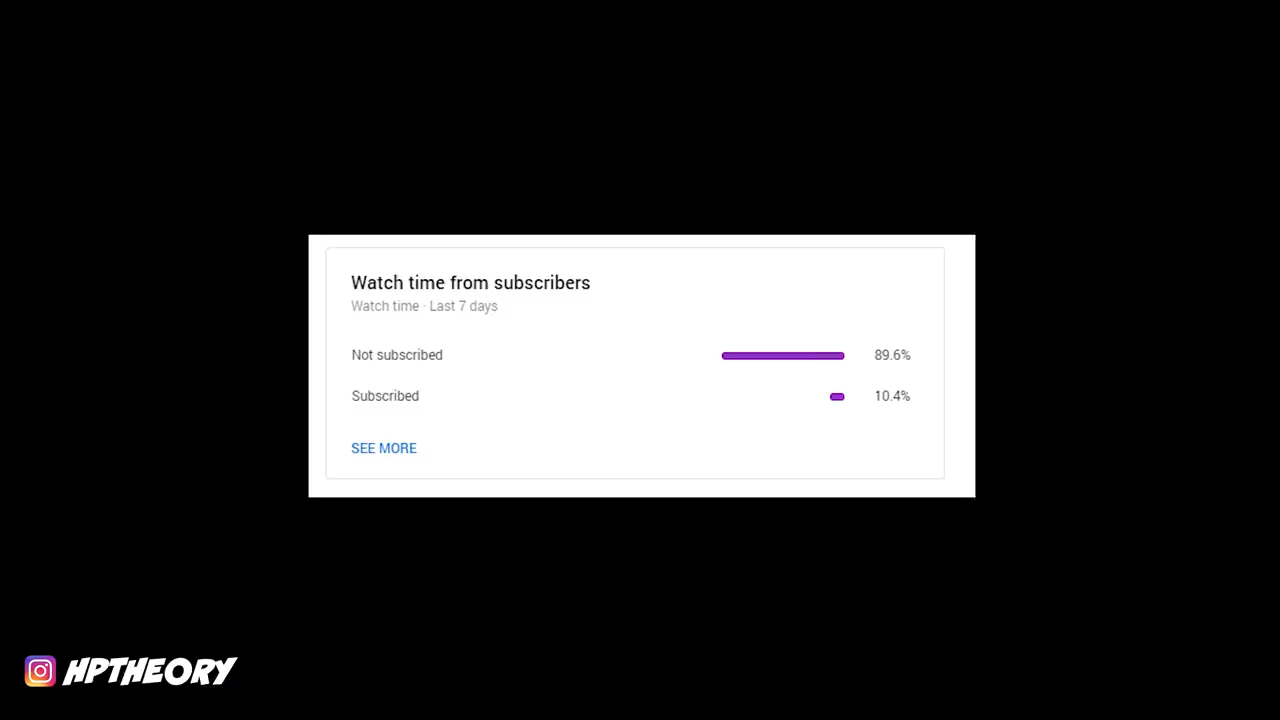 Watch time from subscribers
Watch time · Last 7 days
Not subscribed 89.6%
Subscribed 10.4%
SEE MORE
HPTHEORY